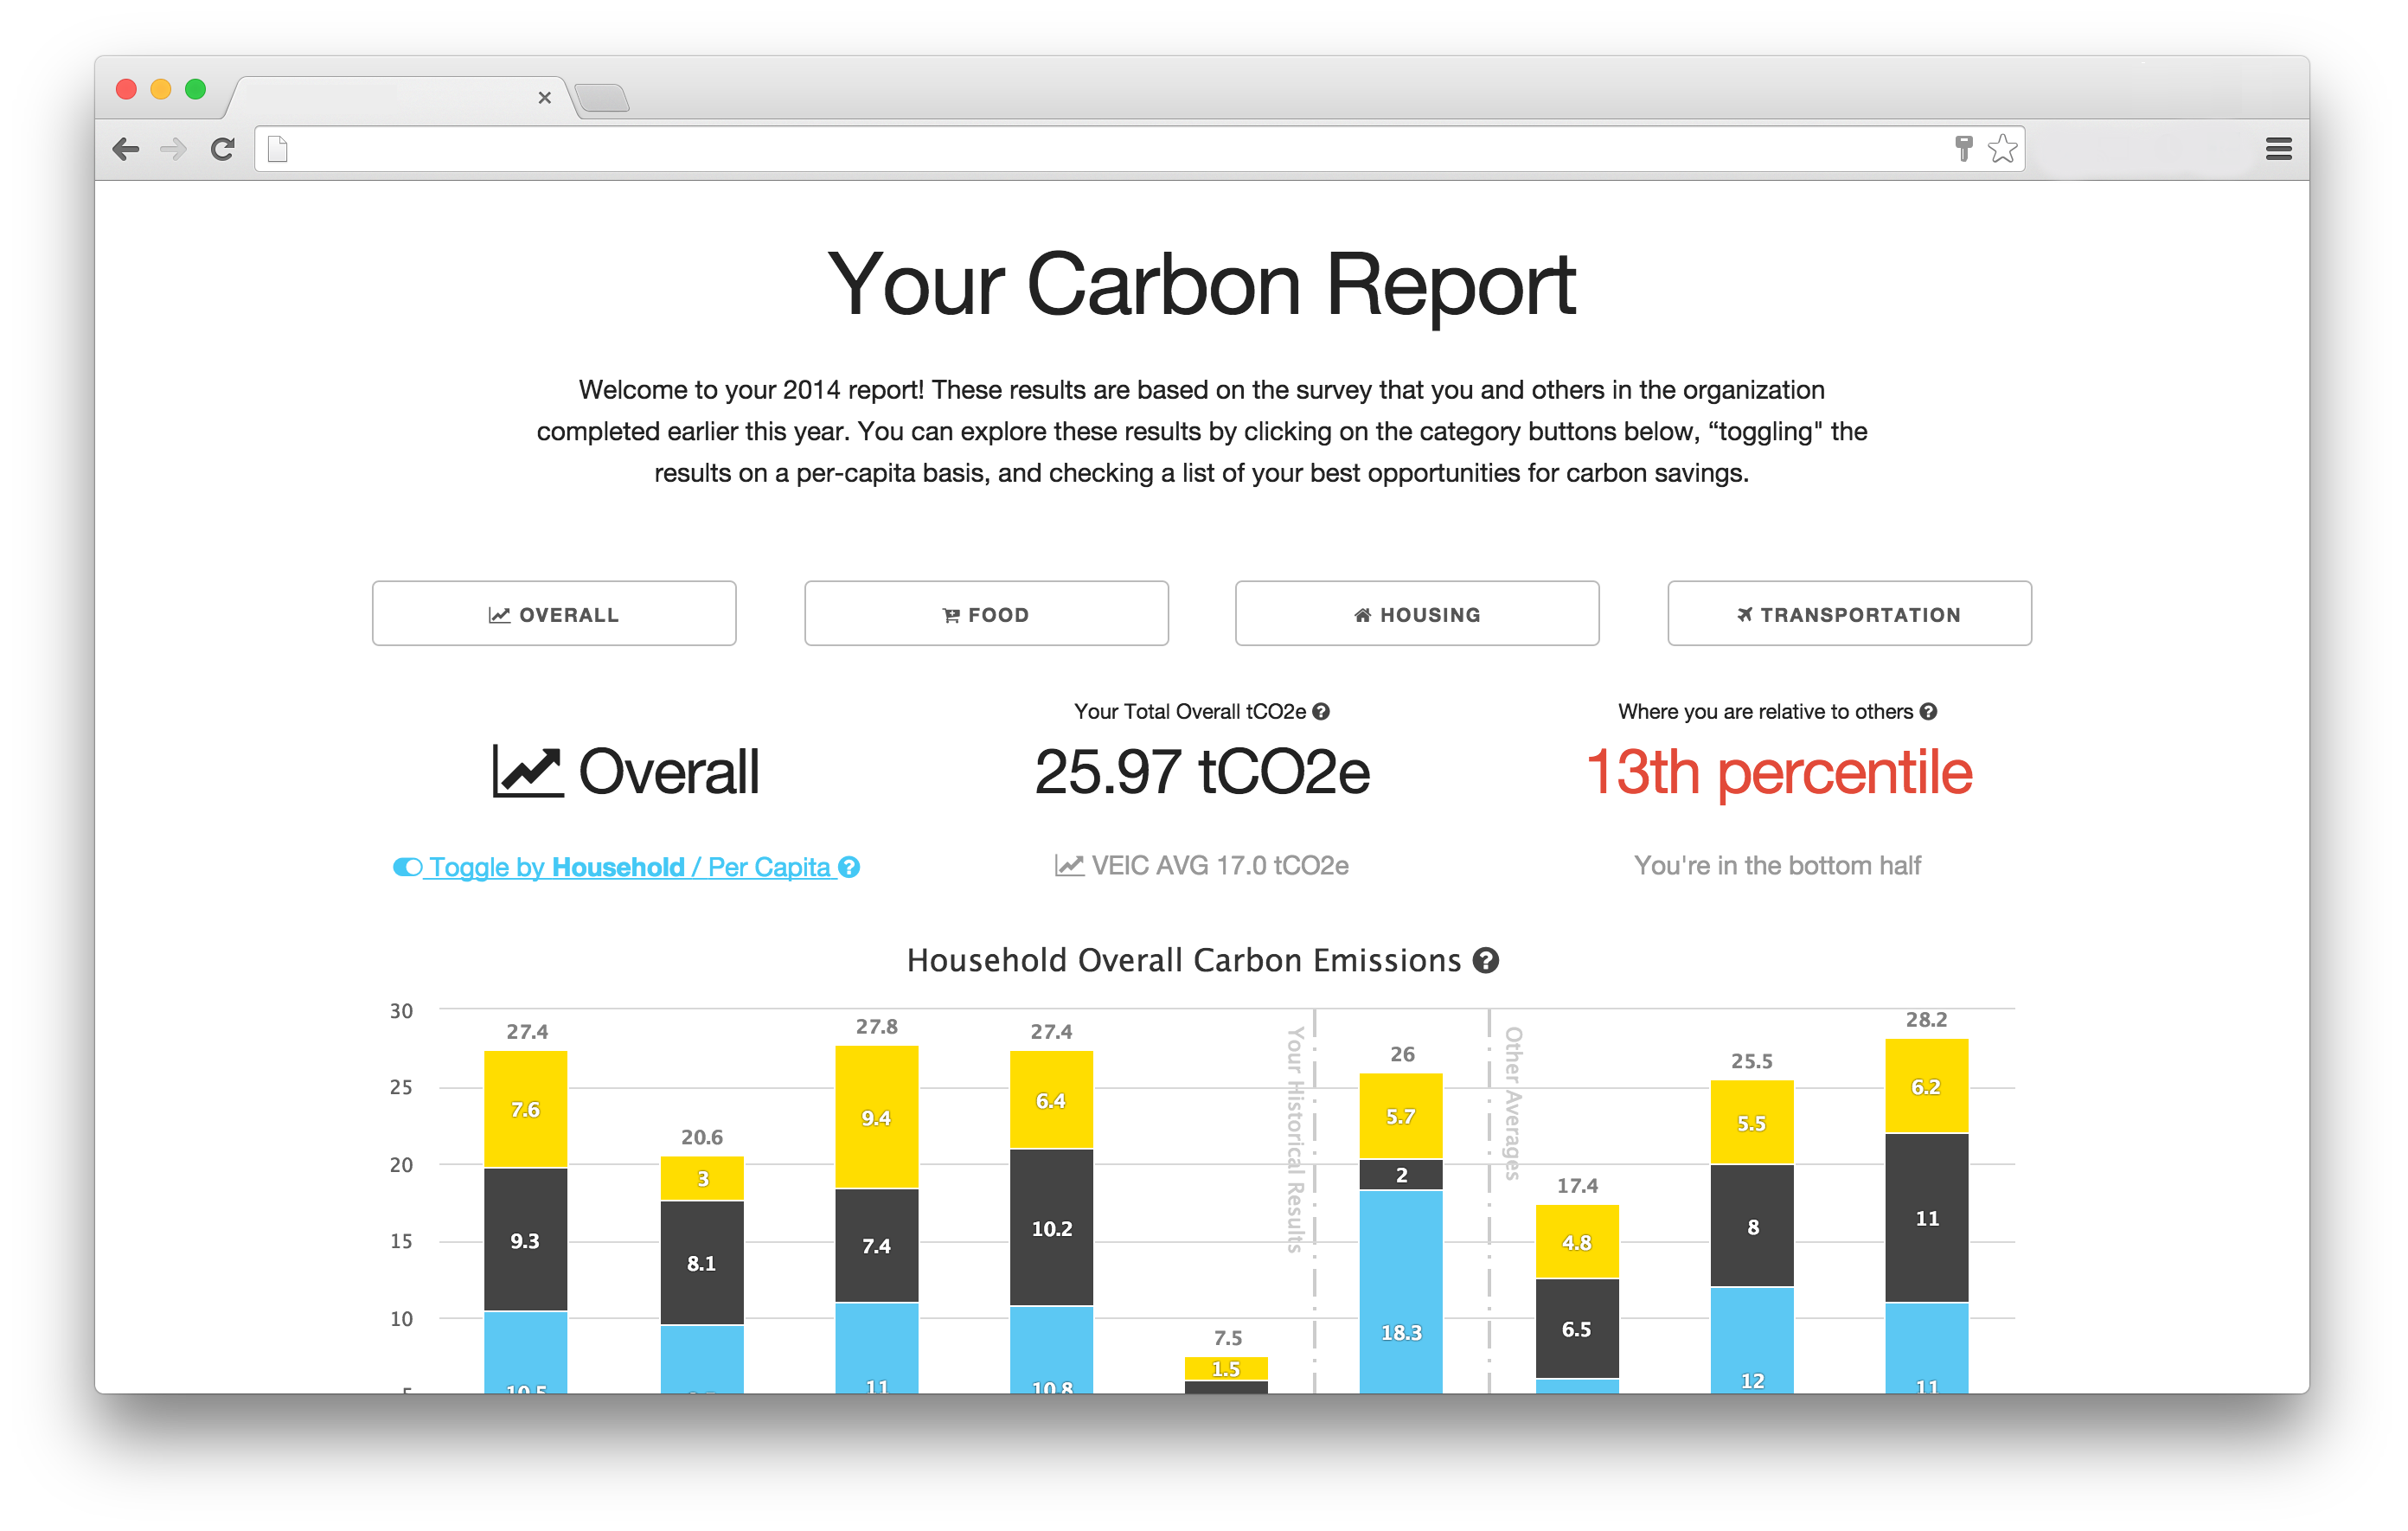 Your Carbon Report
Welcome to your 2014 report! These results are based on the survey that you and others in the organization
completed earlier this year. You can explore these results by clicking on the category buttons below, “toggling" the
results on a per-capita basis, and checking a list of your best opportunities for carbon savings.
OVERALL
FOOD
HOUSING
TRANSPORTATION
Overall
Toggle by Household / Per Capita
Your Total Overall tCO2e
25.97 tCO2e
VEIC AVG 17.0 tCO2e
Where you are relative to others
13th percentile
You're in the bottom half
Household Overall Carbon Emissions
30
25
20
15
10
5
27.4
7.6
9.3
10.5
20.6
3
8.1
27.8
9.4
7.4
11
27.4
6.4
10.2
10.8
7.5
1.5
Your Historical Results
26
5.7
2
18.3
Other Averages
17.4
4.8
6.5
25.5
5.5
8
12
28.2
6.2
11
11